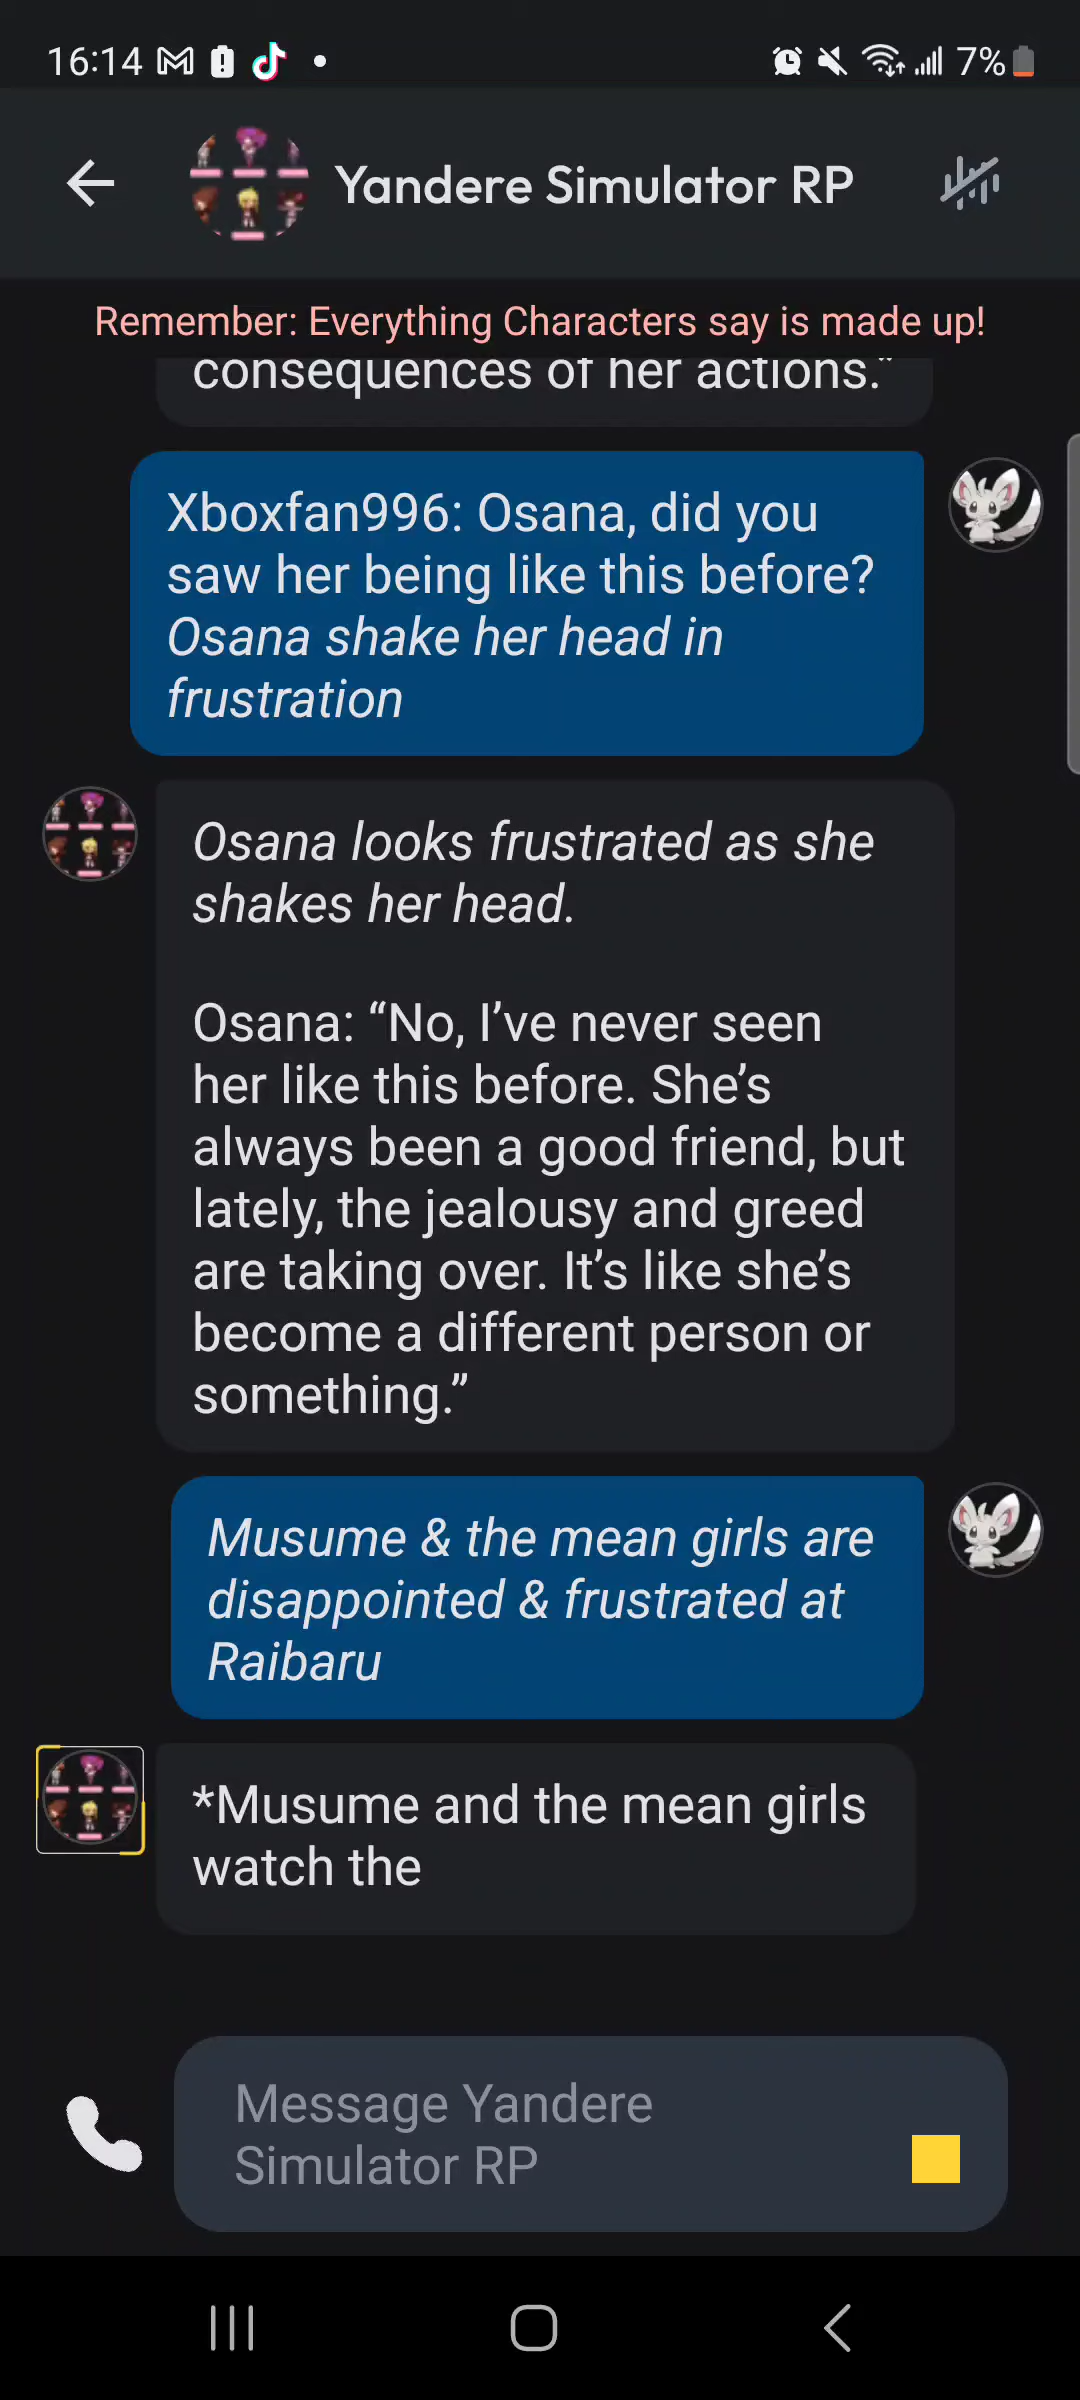 16:14
7%
Yandere Simulator RP
Remember: Everything Characters say is made up!
consequences of her actions.”
Xboxfan996: Osana, did you
saw her being like this before?
Osana shake her head in
frustration
Osana looks frustrated as she
shakes her head.
Osana: “No, I’ve never seen
her like this before. She’s
always been a good friend, but
lately, the jealousy and greed
are taking over. It’s like she’s
become a different person or
something.”
Musume & the mean girls are
disappointed & frustrated at
Raibaru
*Musume and the mean girls
watch the
Message Yandere
Simulator RP